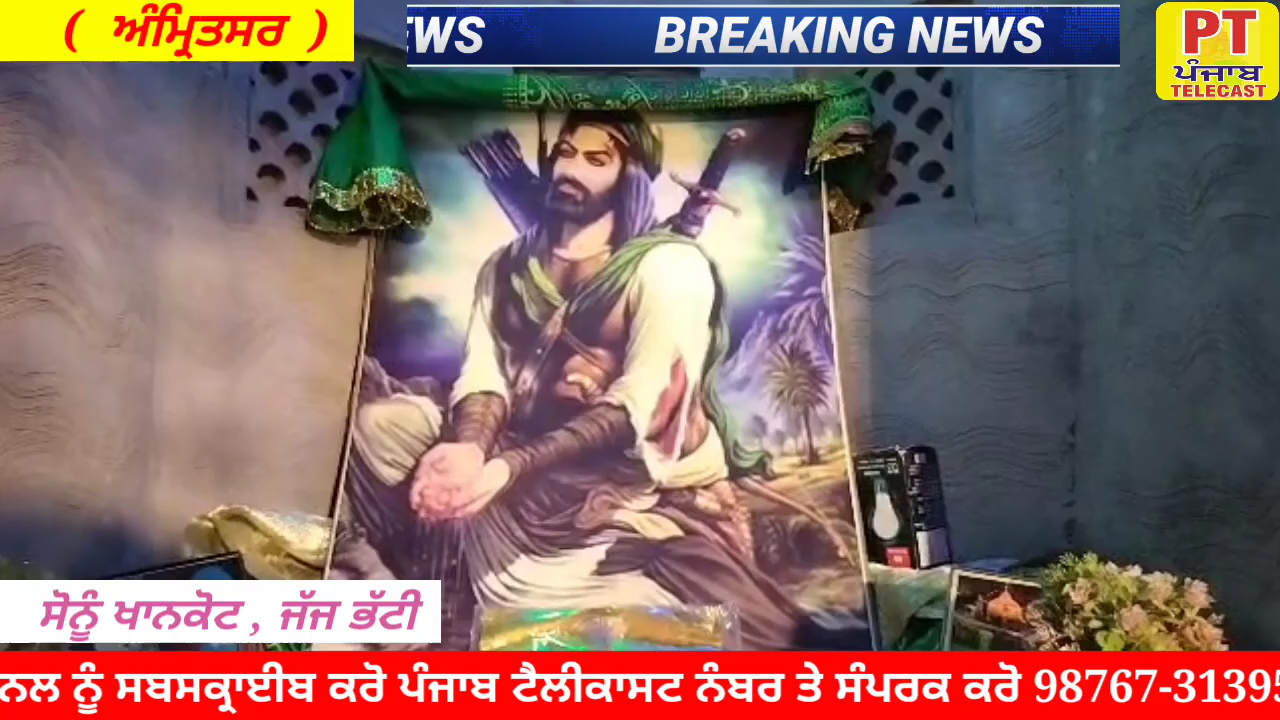 ( ਅੰਮ੍ਰਿਤਸਰ )
EWS BREAKING NEWS
PT
ਪੰਜਾਬ
TELECAST
ਸੋਨੂੰ ਖਾਨਕੋਟ , ਜੱਜ ਭੱਟੀ
ਨਲ ਨੂੰ ਸਬਸਕ੍ਰਾਈਬ ਕਰੋ ਪੰਜਾਬ ਟੈਲੀਕਾਸਟ ਨੰਬਰ ਤੇ ਸੰਪਰਕ ਕਰੋ 98767-31395